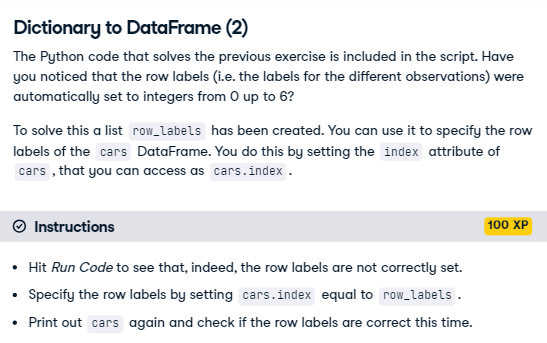 Dictionary to DataFrame (2)
The Python code that solves the previous exercise is included in the script. Have
you noticed that the row labels (i.e. the labels for the different observations) were
automatically set to integers from 0 up to 6?
To solve this a list row_labels has been created. You can use it to specify the row
labels of the cars DataFrame. You do this by setting the index attribute of
cars, that you can access as cars.index.
Instructions 100 XP
• Hit Run Code to see that, indeed, the row labels are not correctly set.
• Specify the row labels by setting cars.index equal to row_labels.
• Print out cars again and check if the row labels are correct this time.